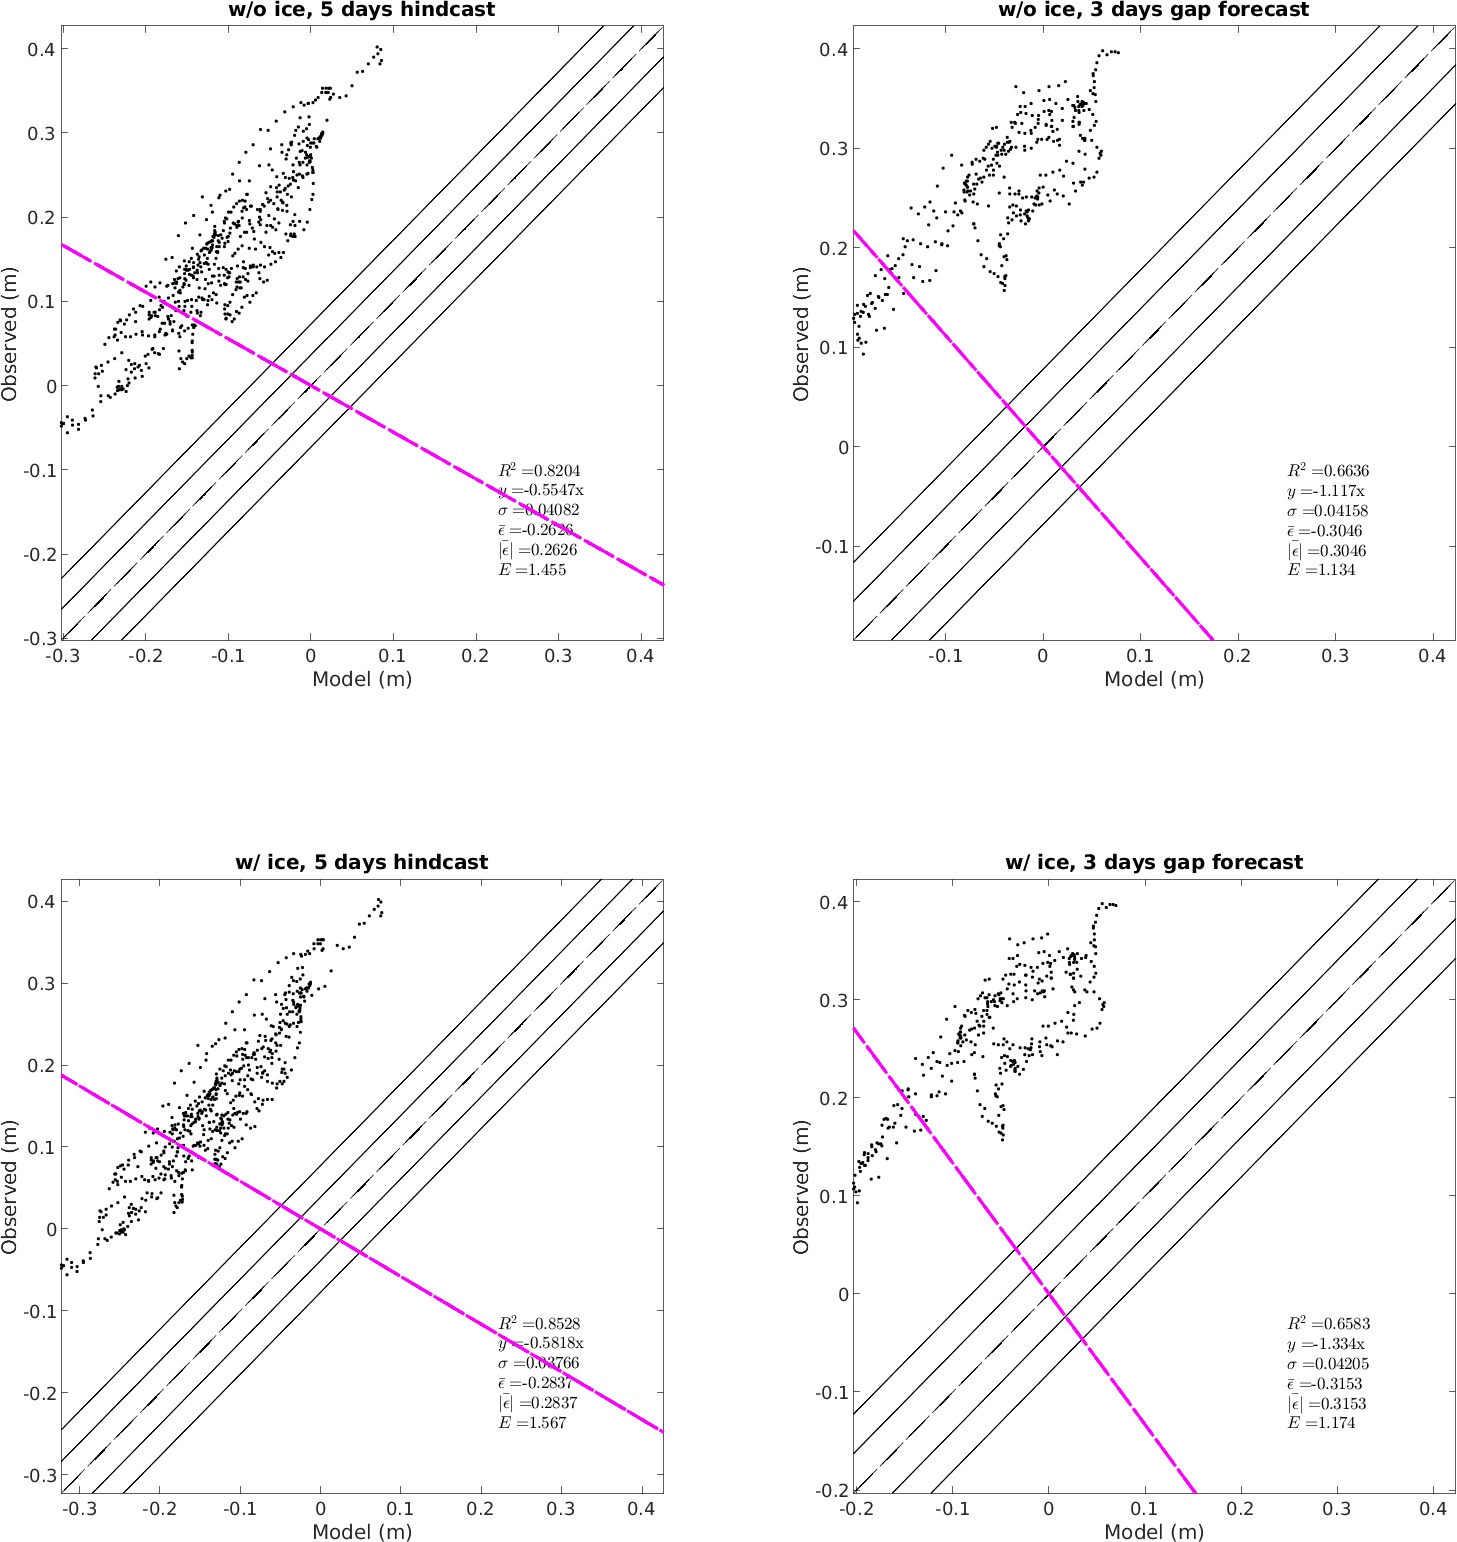 w/o ice, 5 days hindcast
0.4
0.3
0.2
0.1
0
-0.1
-0.2
-0.3
Observed (m)
R² =0.8204
y =-0.5547x
σ =0.04082
ε̄ =-0.2626
|ε̄| =0.2626
E =1.455
-0.3 -0.2 -0.1 0 0.1 0.2 0.3 0.4
Model (m)
w/o ice, 3 days gap forecast
0.4
0.3
0.2
0.1
0
-0.1
Observed (m)
R² =0.6636
y =-1.117x
σ =0.04158
ε̄ =-0.3046
|ε̄| =0.3046
E =1.134
-0.1 0 0.1 0.2 0.3 0.4
Model (m)
w/ ice, 5 days hindcast
0.4
0.3
0.2
0.1
0
-0.1
-0.2
-0.3
Observed (m)
R² =0.8528
y =-0.5818x
σ =0.03766
ε̄ =-0.2837
|ε̄| =0.2837
E =1.567
-0.3 -0.2 -0.1 0 0.1 0.2 0.3 0.4
Model (m)
w/ ice, 3 days gap forecast
0.4
0.3
0.2
0.1
0
-0.1
-0.2
Observed (m)
R² =0.6583
y =-1.334x
σ =0.04205
ε̄ =-0.3153
|ε̄| =0.3153
E =1.174
-0.2 -0.1 0 0.1 0.2 0.3 0.4
Model (m)